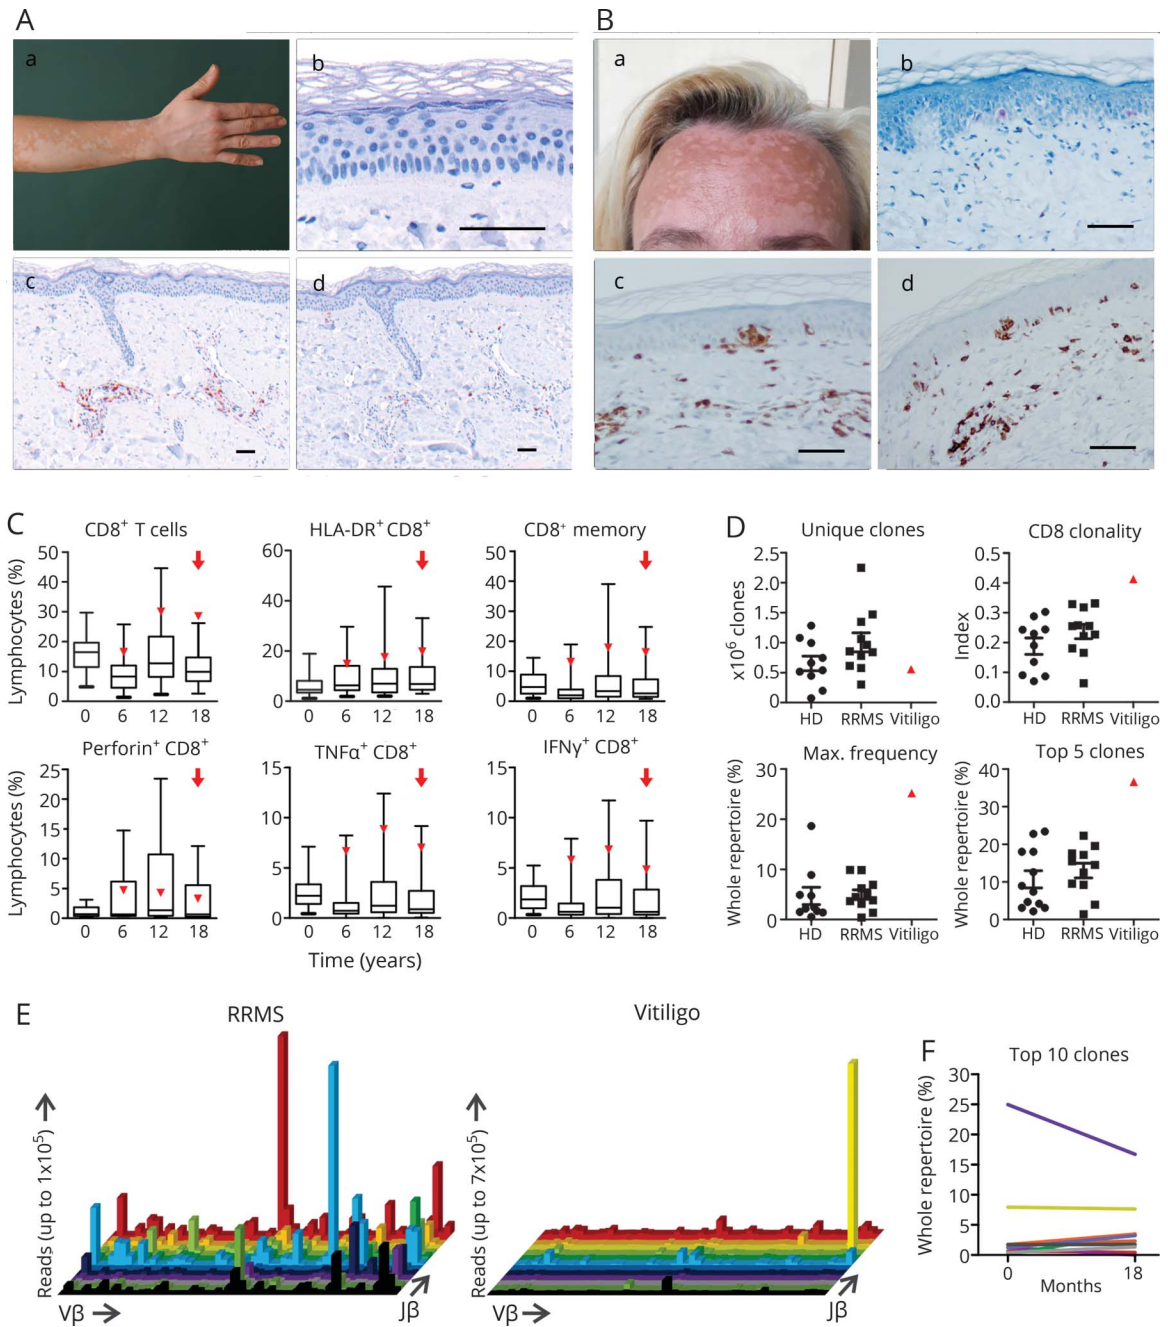 A
B
a
b
a
b
c
d
c
d
C
CD8⁺ T cells
HLA-DR⁺ CD8⁺
CD8⁺ memory
Lymphocytes (%)
50
40
30
20
10
0
0 6 12 18
60
40
20
0
0 6 12 18
50
40
30
20
10
0
0 6 12 18
Perforin⁺ CD8⁺
TNFα⁺ CD8⁺
IFNγ⁺ CD8⁺
Lymphocytes (%)
25
20
15
10
5
0
0 6 12 18
15
10
5
0
0 6 12 18
15
10
5
0
0 6 12 18
Time (years)
D
Unique clones
x10⁶ clones
2.5
2.0
1.5
1.0
0.5
0.0
HD RRMS Vitiligo
CD8 clonality
Index
0.5
0.4
0.3
0.2
0.1
0.0
HD RRMS Vitiligo
Max. frequency
Whole repertoire (%)
30
20
10
0
HD RRMS Vitiligo
Top 5 clones
Whole repertoire (%)
40
30
20
10
0
HD RRMS Vitiligo
E
RRMS
Reads (up to 1x10⁵)
Vβ
Jβ
Vitiligo
Reads (up to 7x10⁵)
Vβ
Jβ
F
Top 10 clones
Whole repertoire (%)
30
25
20
15
10
5
0
0 18
Months